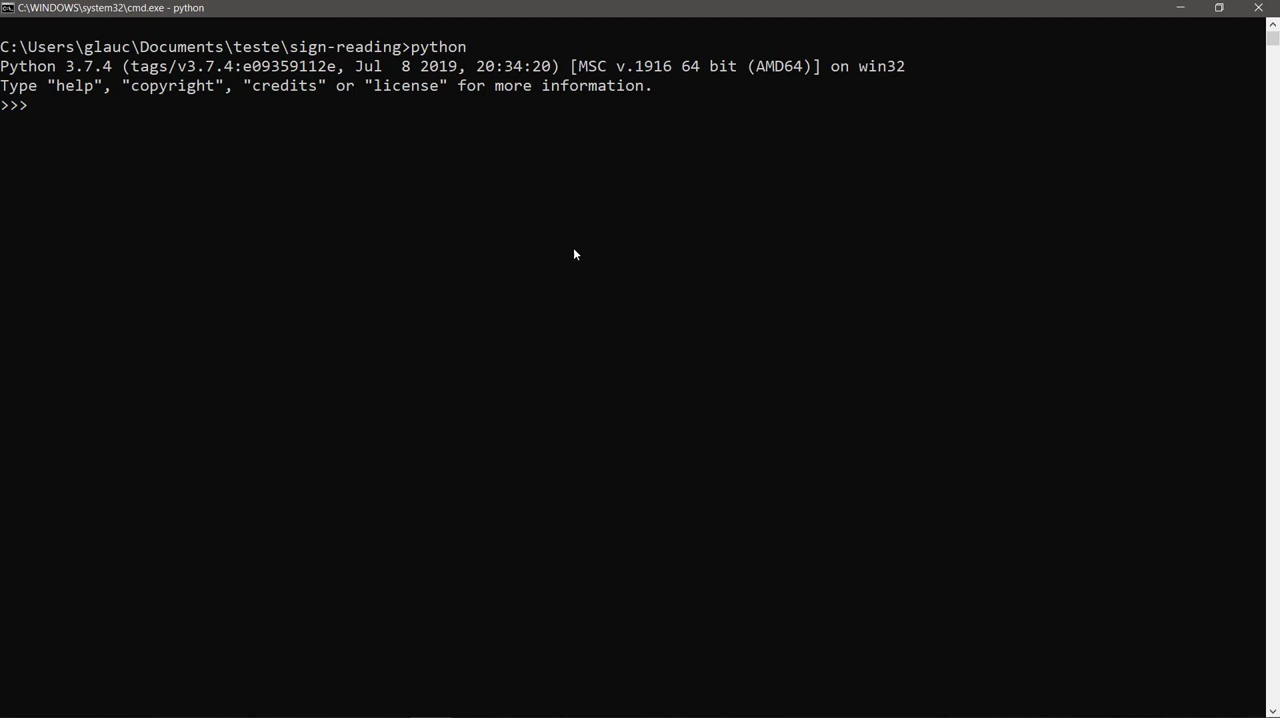 C:\WINDOWS\system32\cmd.exe - python
C:\Users\glauc\Documents\teste\sign-reading>python
Python 3.7.4 (tags/v3.7.4:e09359112e, Jul  8 2019, 20:34:20) [MSC v.1916 64 bit (AMD64)] on win32
Type "help", "copyright", "credits" or "license" for more information.
>>>